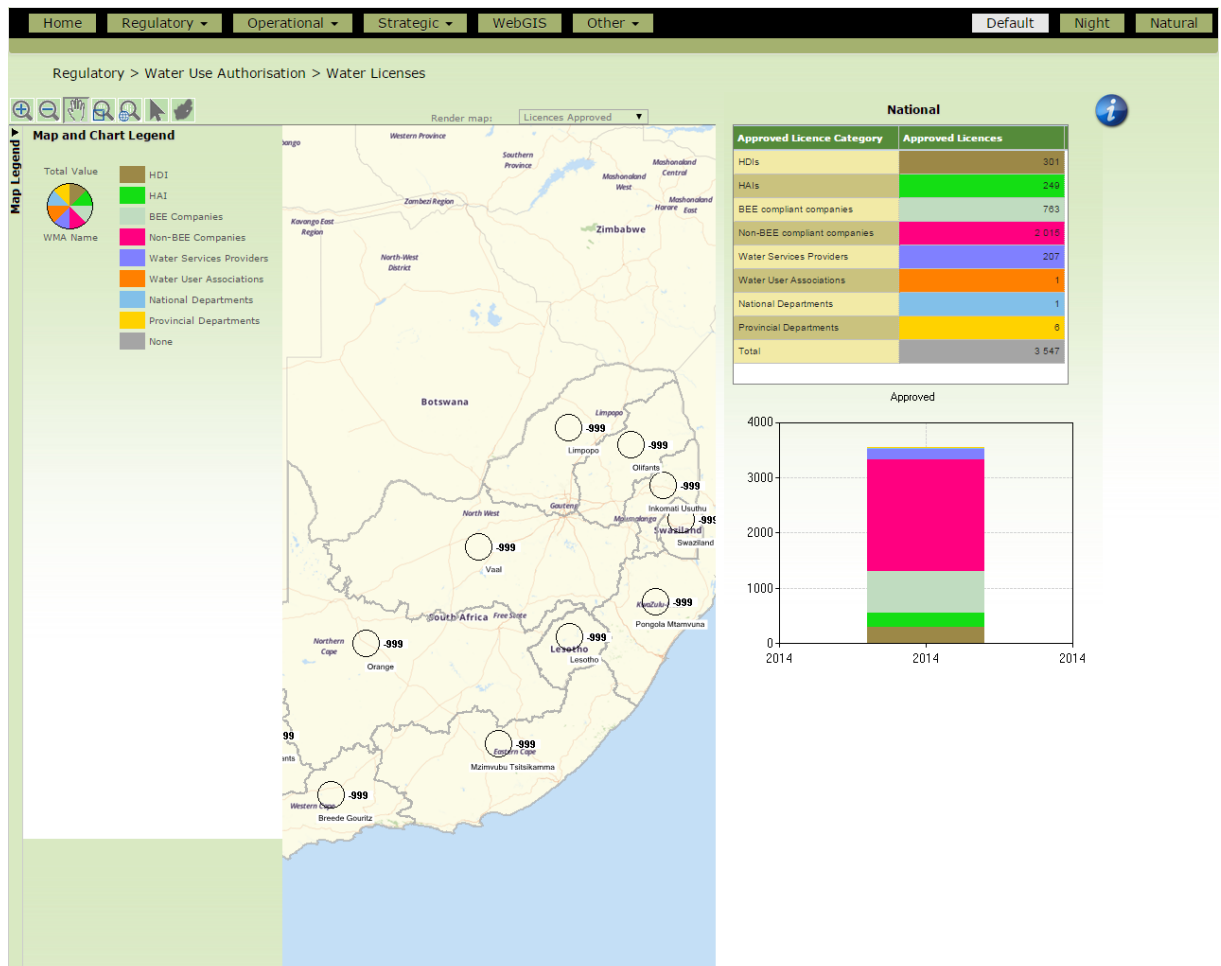 Home Regulatory Operational Strategic WebGIS Other Default Night Natural
Regulatory > Water Use Authorisation > Water Licenses
Render map: Licences Approved
Map Legend
Map and Chart Legend
Total Value
WMA Name
HDI
HAI
BEE Companies
Non-BEE Companies
Water Services Providers
Water User Associations
National Departments
Provincial Departments
None
Western Province
Southern
Province
Mashonaland
Central
Mashonaland
West
Mashonaland
East
Harare
Zambezi Region
Kavango East
Region
Zimbabwe
North-West
District
Botswana
Limpopo
-999
Limpopo
-999
Olifants
-999
Inkomati Usuthu
Gauteng
North West
Mpumalanga
-999
Swaziland
Swaziland
-999
Vaal
-999
Pongola Mtamvuna
South Africa
Free State
-999
Lesotho
Lesotho
Northern
Cape
-999
Orange
99
ants
-999
Eastern Cape
Mzimvubu Tsitsikamma
-999
Western Cape
Breede Gouritz
National
i
Approved Licence Category Approved Licences
HDIs 301
HAIs 249
BEE compliant companies 763
Non-BEE compliant companies 2 015
Water Services Providers 207
Water User Associations 1
National Departments 1
Provincial Departments 6
Total 3 547
Approved
4000
3000
2000
1000
0
2014 2014 2014